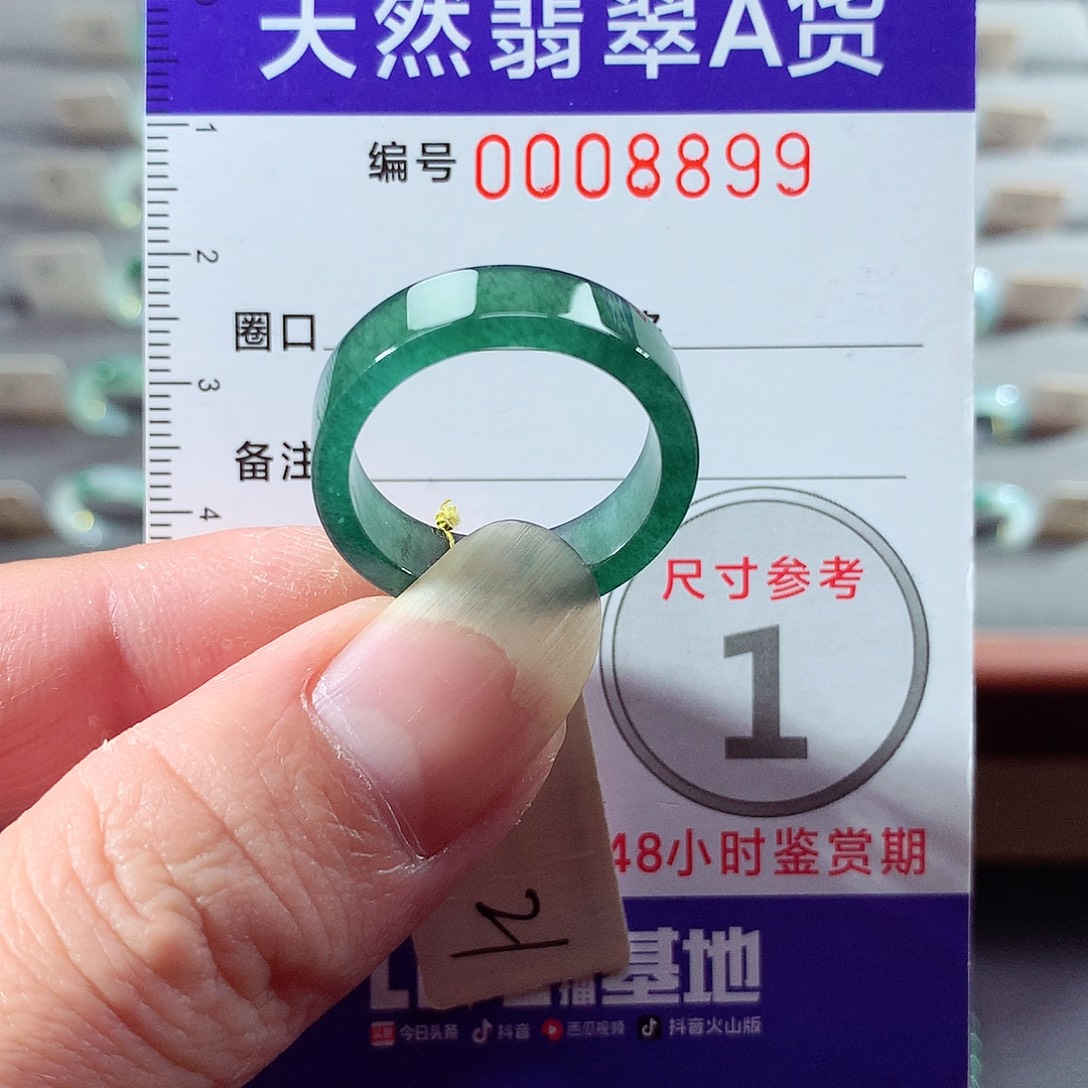 天然翡翠A货
1
编号 0008899
2
圈口
3
备注
4
尺寸参考
1
48小时鉴赏期
21
播基地
今日头条 抖音 西瓜视频 抖音火山版